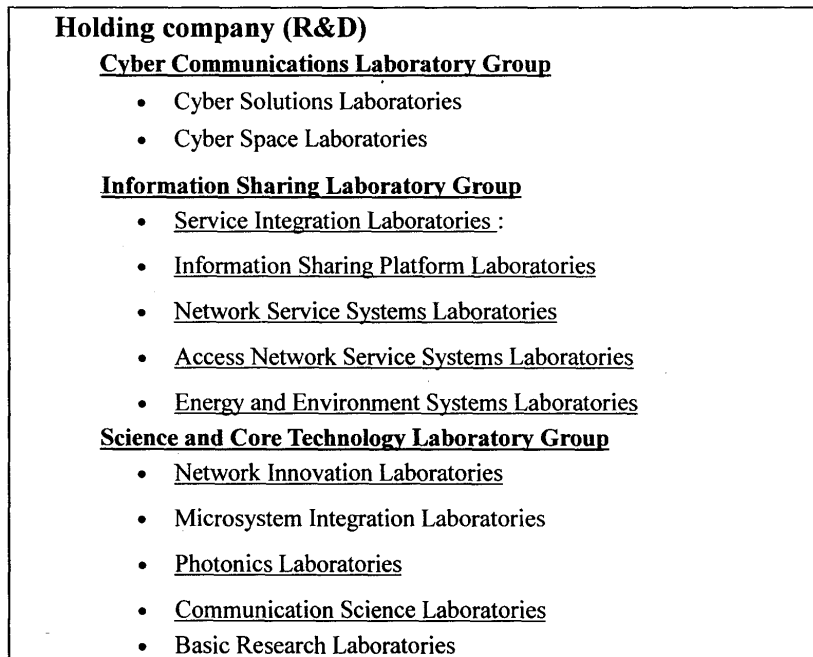 Holding company (R&D)
Cyber Communications Laboratory Group
• Cyber Solutions Laboratories
• Cyber Space Laboratories
Information Sharing Laboratory Group
• Service Integration Laboratories :
• Information Sharing Platform Laboratories
• Network Service Systems Laboratories
• Access Network Service Systems Laboratories
• Energy and Environment Systems Laboratories
Science and Core Technology Laboratory Group
• Network Innovation Laboratories
• Microsystem Integration Laboratories
• Photonics Laboratories
• Communication Science Laboratories
• Basic Research Laboratories